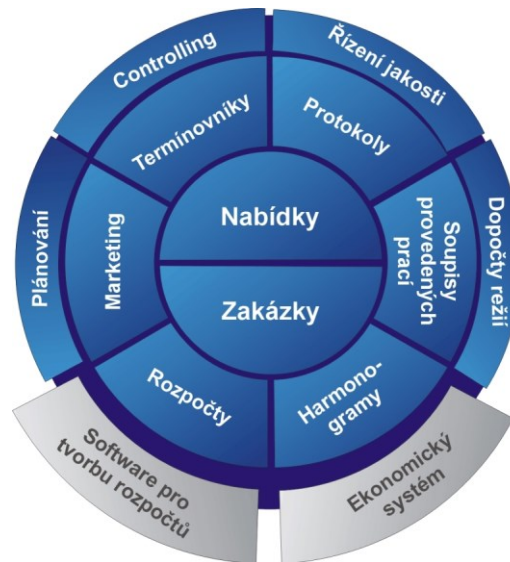 Controlling
Řízení jakosti
Termínovníky
Protokoly
Plánování
Marketing
Nabídky
Zakázky
Soupisy
provedených
prací
Dopočty režií
Rozpočty
Harmono-
gramy
Software pro
tvorbu rozpočtů
Ekonomický
systém